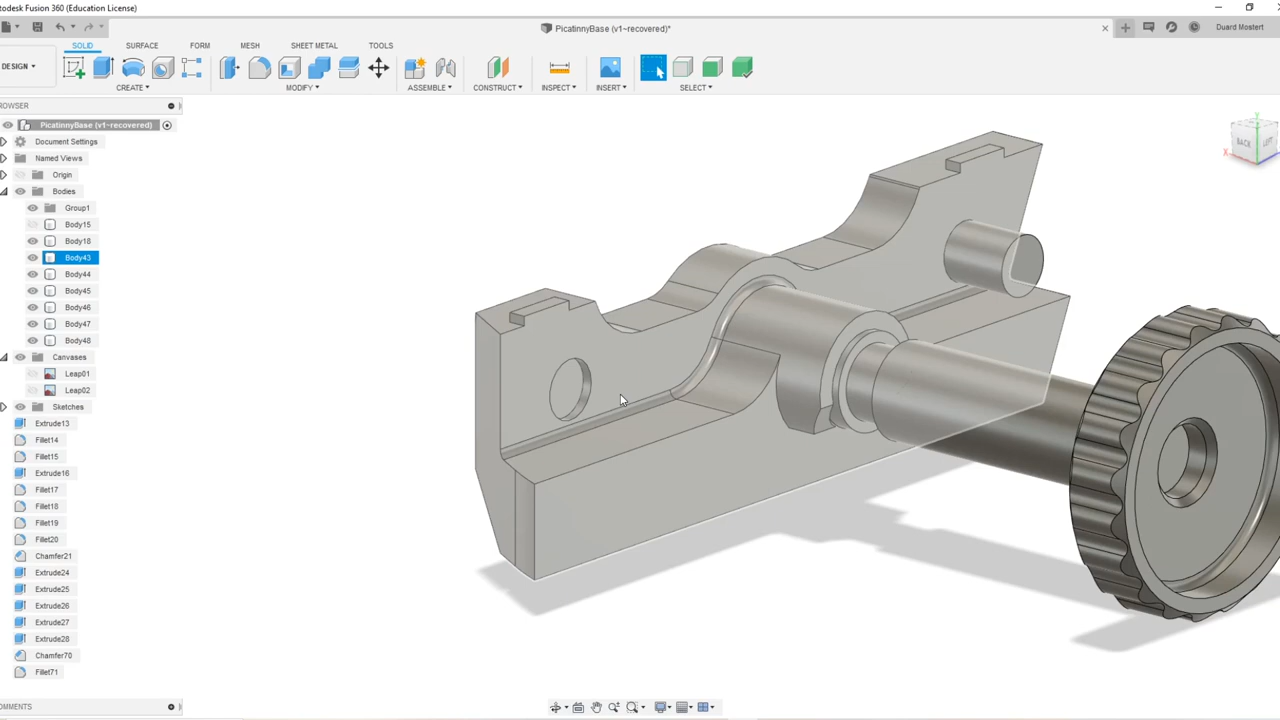 utodesk Fusion 360 (Education License)
PicatinnyBase (v1~recovered)*
Duard Mostert
SOLID SURFACE FORM MESH SHEET METAL TOOLS
DESIGN
CREATE MODIFY ASSEMBLE CONSTRUCT INSPECT INSERT SELECT
ROWSER
PicatinnyBase (v1~recovered)
Document Settings
Named Views
Origin
Bodies
Group1
Body15
Body18
Body43
Body44
Body45
Body46
Body47
Body48
Canvases
Leap01
Leap02
Sketches
Extrude13
Fillet14
Fillet15
Extrude16
Fillet17
Fillet18
Fillet19
Fillet20
Chamfer21
Extrude24
Extrude25
Extrude26
Extrude27
Extrude28
Chamfer70
Fillet71
OMMENTS
Y
BACK LEFT
X